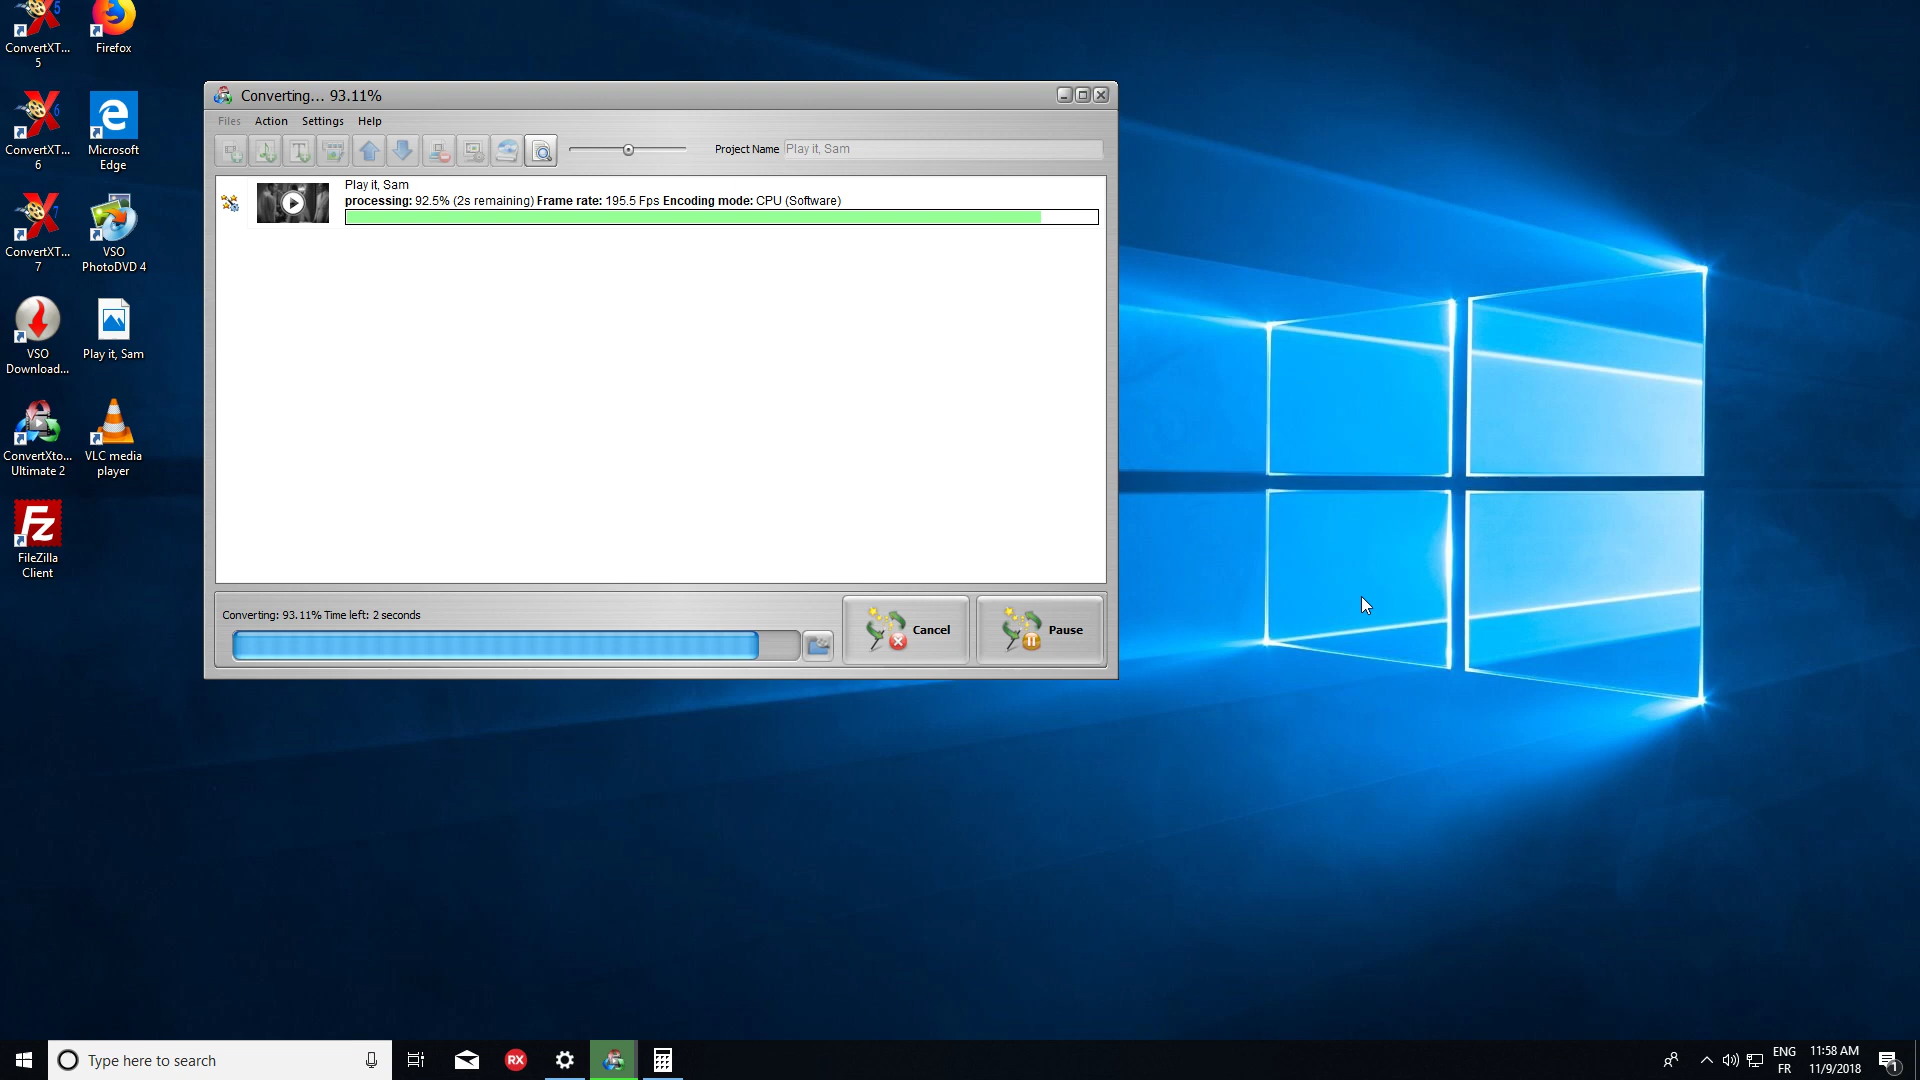 ConvertXT...
5
Firefox
ConvertXT...
6
Microsoft
Edge
ConvertXT...
7
VSO
PhotoDVD 4
VSO
Download...
Play it, Sam
ConvertXto...
Ultimate 2
VLC media
player
Fz
FileZilla
Client
Converting... 93.11%
Files Action Settings Help
Project Name Play it, Sam
Play it, Sam
processing: 92.5% (2s remaining) Frame rate: 195.5 Fps Encoding mode: CPU (Software)
Converting: 93.11% Time left: 2 seconds
Cancel
Pause
Type here to search
RX
ENG
FR
11:58 AM
11/9/2018
1